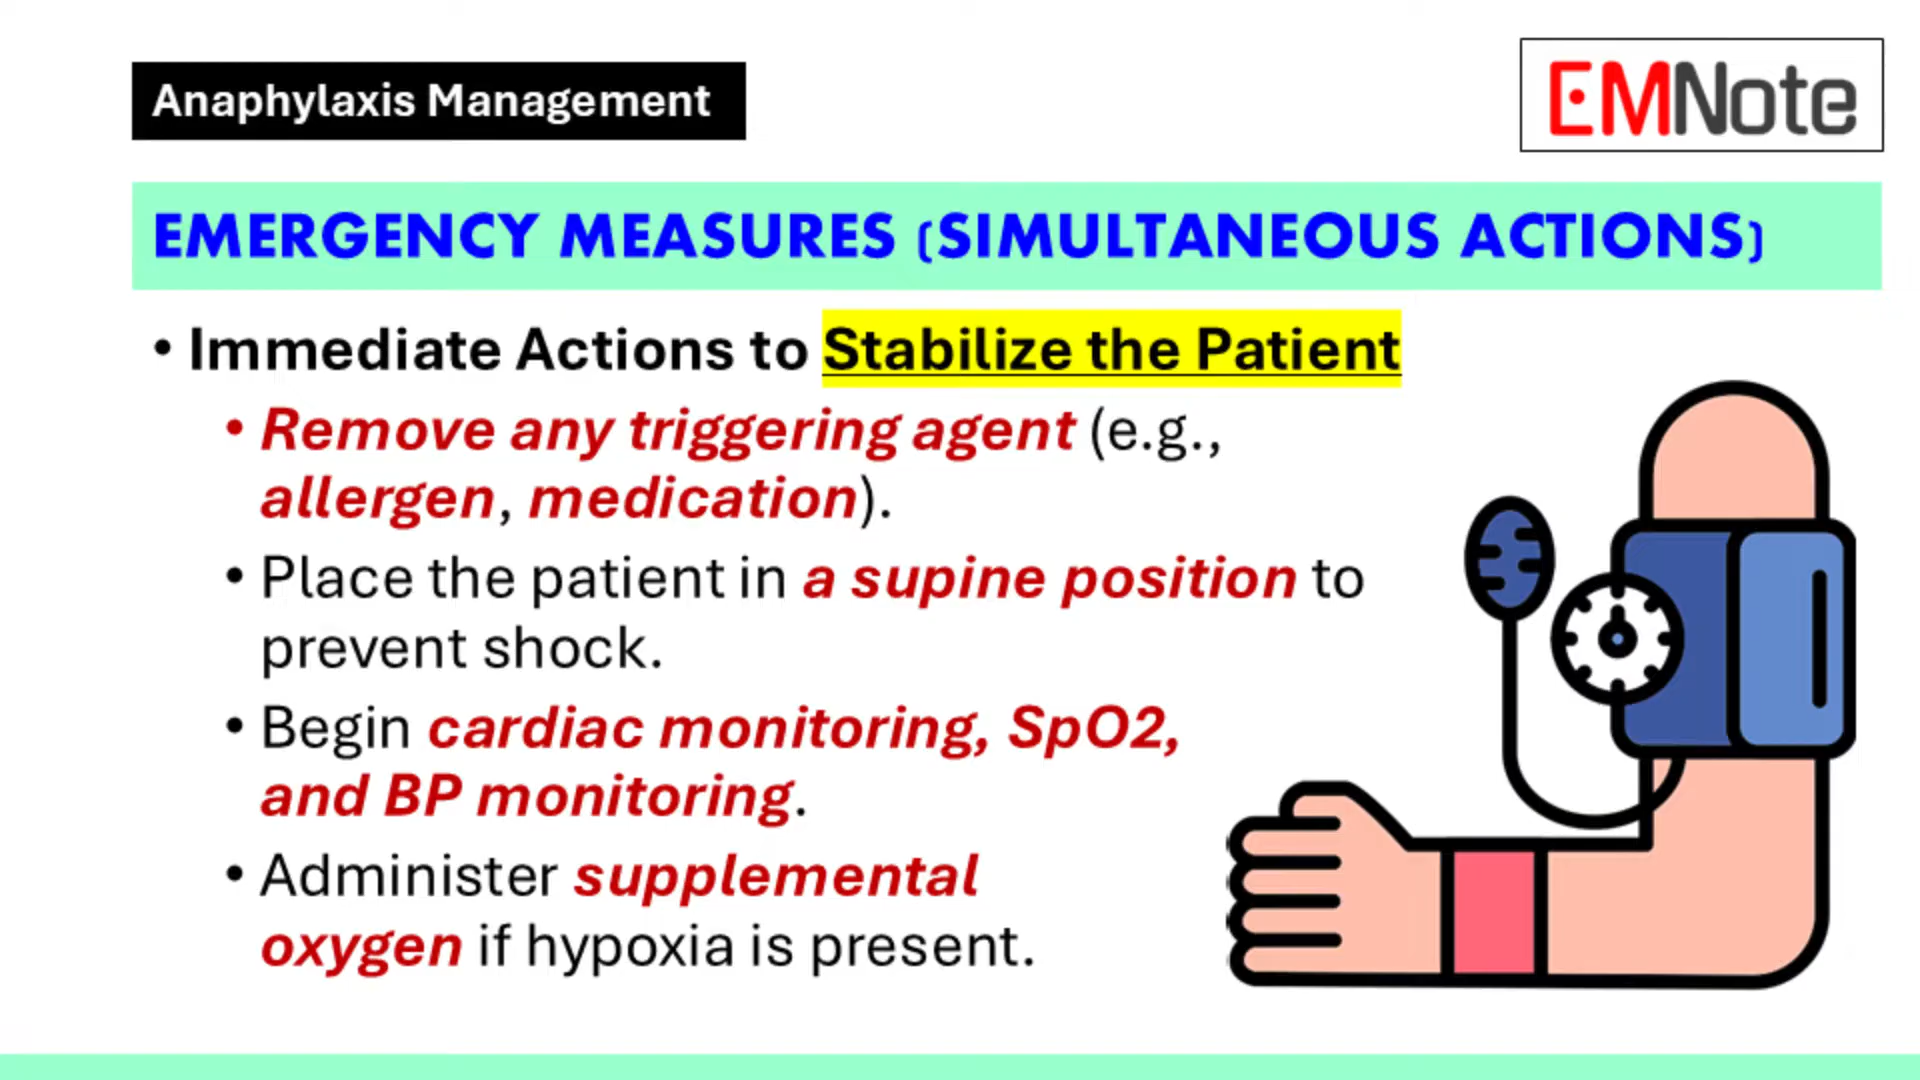 Anaphylaxis Management
EMNote
EMERGENCY MEASURES (SIMULTANEOUS ACTIONS)
• Immediate Actions to Stabilize the Patient
• Remove any triggering agent (e.g.,
allergen, medication).
• Place the patient in a supine position to
prevent shock.
• Begin cardiac monitoring, SpO2,
and BP monitoring.
• Administer supplemental
oxygen if hypoxia is present.